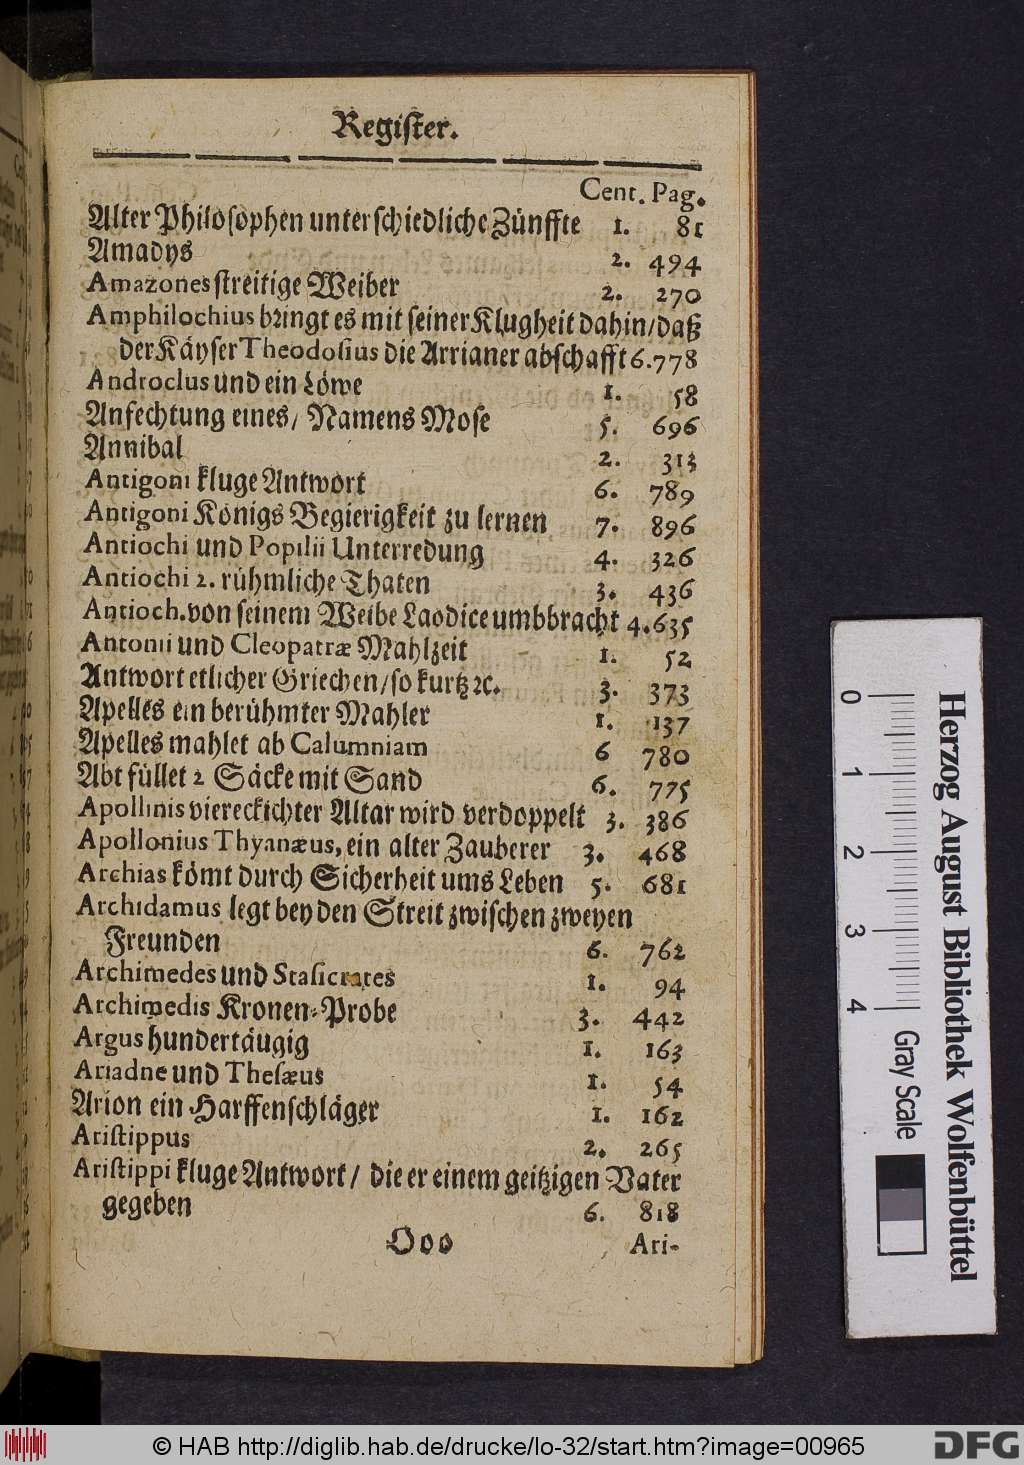 Regiſter.
Cent. Pag.
Alter Philoſophen unterſchiedliche Zünffte 1. 81
Amadys 2. 494
Amazones ſtreitige Weiber 2. 270
Amphilochius bringt es mit ſeiner Klugheit dahin/daß
der Käyſer Theodoſius die Arrianer abſchafft 6.778
Androclus und ein Löwe 1. 58
Anfechtung eines/ Namens Moſe 5. 696
Annibal 2. 313
Antigoni kluge Antwort 6. 789
Antigoni Königs Begierigkeit zu lernen 7. 896
Antiochi und Popilii Unterredung 4. 326
Antiochi 2. rühmliche Thaten 3. 436
Antioch. von ſeinem Weibe Laodice umbbracht 4.635
Antonii und Cleopatræ Mahlzeit 1. 52
Antwort etlicher Griechen/ſo kurtz ꝛc. 3. 373
Apelles ein berühmter Mahler 1. 137
Apelles mahlet ab Calumniam 6 780
Abt füllet 2 Säcke mit Sand 6. 775
Apollinis viereckichter Altar wird verdoppelt 3. 386
Apollonius Thyanæus, ein alter Zauberer 3. 468
Archias kömt durch Sicherheit ums Leben 5. 681
Archidamus legt bey den Streit zwiſchen zweyen
Freunden 6. 762
Archimedes und Staſicrates 1. 94
Archimedis Kronen-Probe 3. 442
Argus hundertäugig 1. 163
Ariadne und Theſæus 1. 54
Arion ein Harffenſchläger 1. 162
Ariſtippus 2. 265
Ariſtippi kluge Antwort/ die er einem geitzigen Vater
gegeben 6. 818
Ooo Ari-
0 1 2 3 4
Gray Scale
Herzog August Bibliothek Wolfenbüttel
© HAB http://diglib.hab.de/drucke/lo-32/start.htm?image=00965
DFG